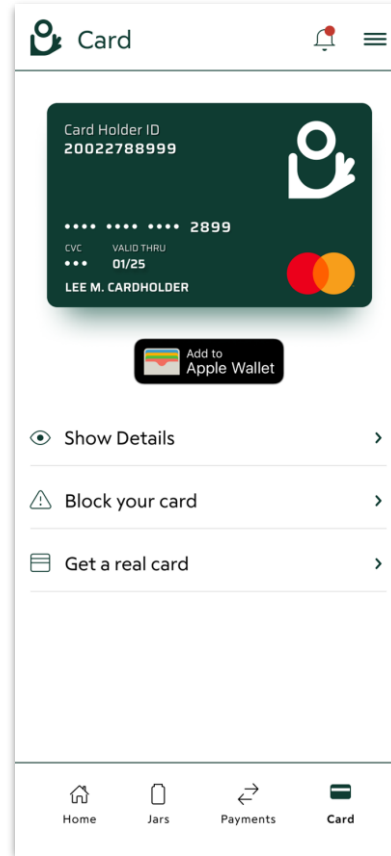 Card
Card Holder ID
20022788999
•••• •••• •••• 2899
CVC VALID THRU
••• 01/25
LEE M. CARDHOLDER
Add to
Apple Wallet
Show Details
Block your card
Get a real card
Home Jars Payments Card